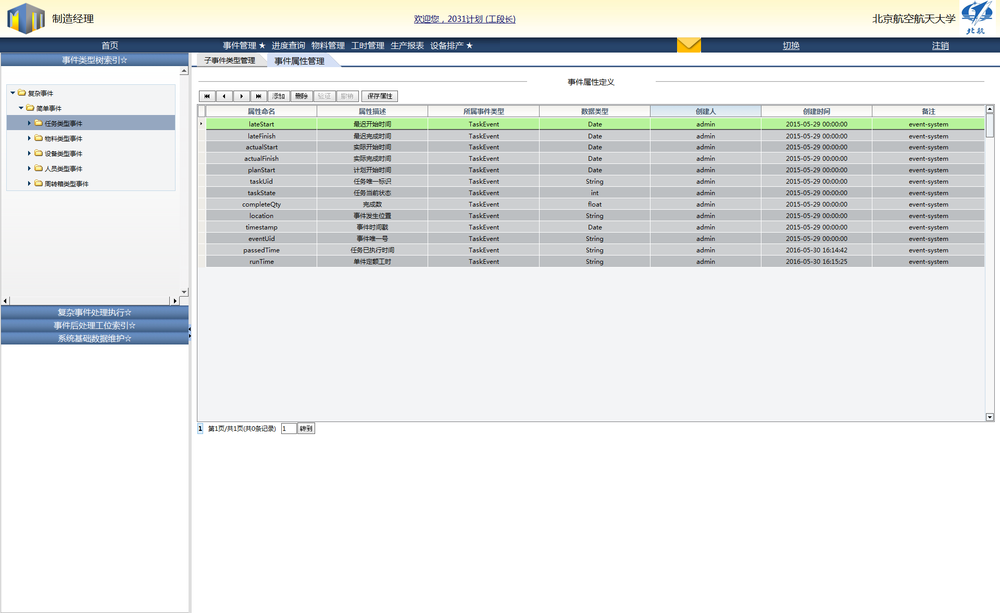 制造经理
欢迎您，2031计划 (工段长)
北京航空航天大学
北航
首页
事件管理 ★ 进度查询 物料管理 工时管理 生产报表 设备排产 ★
切换
注销
事件类型树索引☆
复杂事件
简单事件
任务类型事件
物料类型事件
设备类型事件
人员类型事件
周转箱类型事件
复杂事件处理执行☆
事件后处理工位索引☆
系统基础数据维护☆
子事件类型管理 事件属性管理
事件属性定义
添加 删除 验证 撤销 保存属性
属性命名 属性描述 所属事件类型 数据类型 创建人 创建时间 备注
lateStart 最迟开始时间 TaskEvent Date admin 2015-05-29 00:00:00 event-system
lateFinish 最迟完成时间 TaskEvent Date admin 2015-05-29 00:00:00 event-system
actualStart 实际开始时间 TaskEvent Date admin 2015-05-29 00:00:00 event-system
actualFinish 实际完成时间 TaskEvent Date admin 2015-05-29 00:00:00 event-system
planStart 计划开始时间 TaskEvent Date admin 2015-05-29 00:00:00 event-system
taskUid 任务唯一标识 TaskEvent String admin 2015-05-29 00:00:00 event-system
taskState 任务当前状态 TaskEvent int admin 2015-05-29 00:00:00 event-system
completeQty 完成数 TaskEvent float admin 2015-05-29 00:00:00 event-system
location 事件发生位置 TaskEvent String admin 2015-05-29 00:00:00 event-system
timestamp 事件时间戳 TaskEvent Date admin 2015-05-29 00:00:00 event-system
eventUid 事件唯一号 TaskEvent String admin 2015-05-29 00:00:00 event-system
passedTime 任务已执行时间 TaskEvent String admin 2016-05-30 16:14:42 event-system
runTime 单件定额工时 TaskEvent String admin 2016-05-30 16:15:25 event-system
1 第1页/共1页(共0条记录) 1 转到